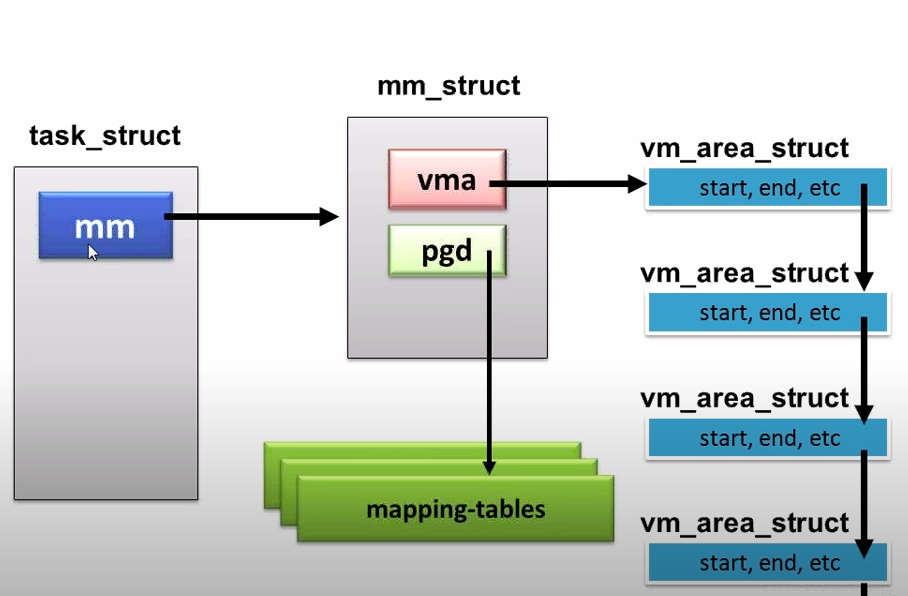 task_struct
mm
mm_struct
vma
pgd
mapping-tables
vm_area_struct
start, end, etc
vm_area_struct
start, end, etc
vm_area_struct
start, end, etc
vm_area_struct
start, end, etc